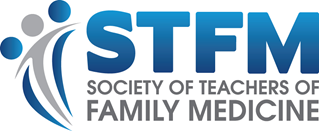 STFM
SOCIETY OF TEACHERS OF
FAMILY MEDICINE